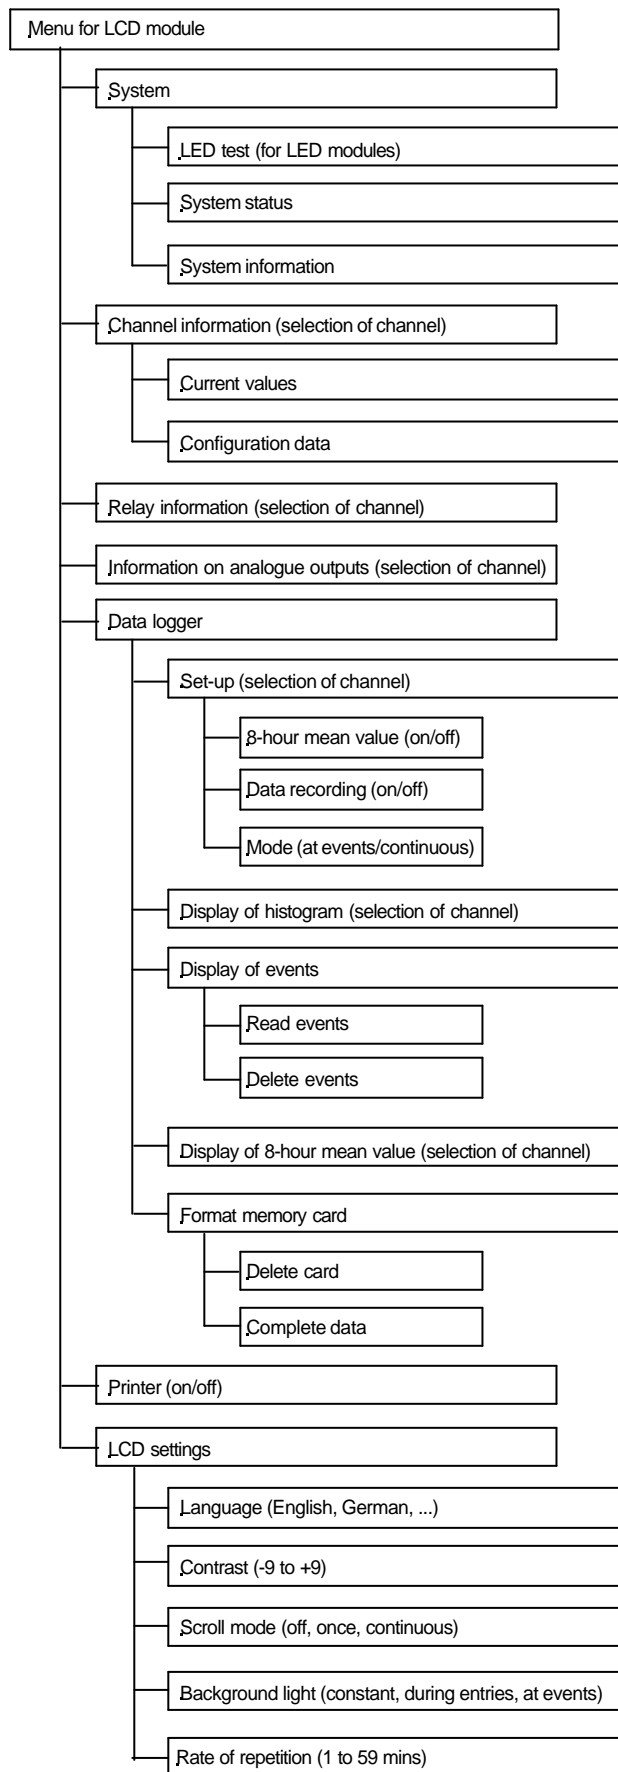 Menu for LCD module
System
LED test (for LED modules)
System status
System information
Channel information (selection of channel)
Current values
Configuration data
Relay information (selection of channel)
Information on analogue outputs (selection of channel)
Data logger
Set-up (selection of channel)
8-hour mean value (on/off)
Data recording (on/off)
Mode (at events/continuous)
Display of histogram (selection of channel)
Display of events
Read events
Delete events
Display of 8-hour mean value (selection of channel)
Format memory card
Delete card
Complete data
Printer (on/off)
LCD settings
Language (English, German, ...)
Contrast (-9 to +9)
Scroll mode (off, once, continuous)
Background light (constant, during entries, at events)
Rate of repetition (1 to 59 mins)